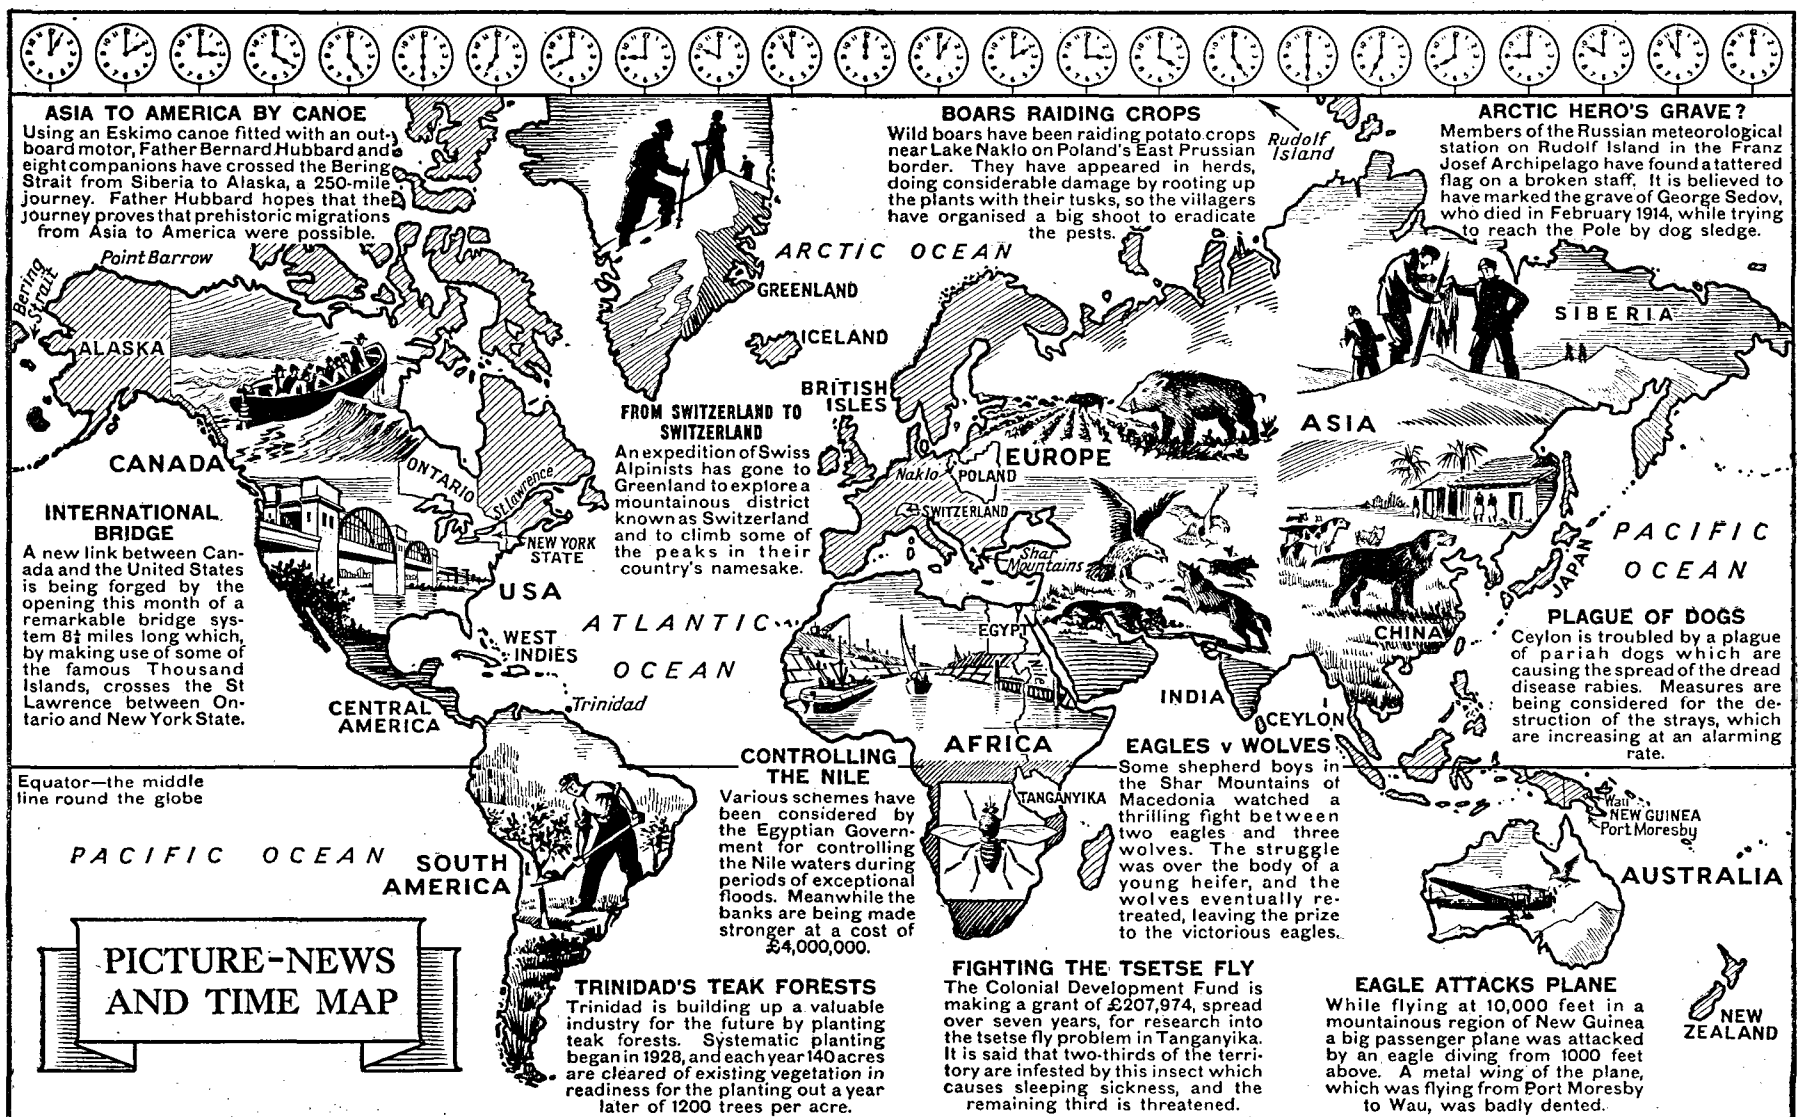 ASIA TO AMERICA BY CANOE
Using an Eskimo canoe fitted with an out-
board motor, Father Bernard Hubbard and
eight companions have crossed the Bering
Strait from Siberia to Alaska, a 250-mile
journey. Father Hubbard hopes that the
journey proves that prehistoric migrations
from Asia to America were possible.
BOARS RAIDING CROPS
Wild boars have been raiding potato crops
near Lake Naklo on Poland's East Prussian
border. They have appeared in herds,
doing considerable damage by rooting up
the plants with their tusks, so the villagers
have organised a big shoot to eradicate
the pests.
Rudolf
Island
ARCTIC HERO'S GRAVE?
Members of the Russian meteorological
station on Rudolf Island in the Franz
Josef Archipelago have found a tattered
flag on a broken staff. It is believed to
have marked the grave of George Sedov,
who died in February 1914, while trying
to reach the Pole by dog sledge.
Bering
Strait
Point Barrow
ALASKA
ARCTIC OCEAN
GREENLAND
ICELAND
SIBERIA
BRITISH
ISLES
ASIA
CANADA
ONTARIO
St Lawrence
FROM SWITZERLAND TO
SWITZERLAND
An expedition of Swiss
Alpinists has gone to
Greenland to explore a
mountainous district
known as Switzerland
and to climb some of
the peaks in their
country's namesake.
EUROPE
Naklo
POLAND
SWITZERLAND
Shar
Mountains
INTERNATIONAL
BRIDGE
A new link between Can-
ada and the United States
is being forged by the
opening this month of a
remarkable bridge sys-
tem 8¼ miles long which,
by making use of some of
the famous Thousand
Islands, crosses the St
Lawrence between On-
tario and New York State.
NEW YORK
STATE
USA
ATLANTIC
OCEAN
WEST
INDIES
Trinidad
CENTRAL
AMERICA
EGYPT
INDIA
CEYLON
CHINA
JAPAN
PACIFIC
OCEAN
PLAGUE OF DOGS
Ceylon is troubled by a plague
of pariah dogs which are
causing the spread of the dread
disease rabies. Measures are
being considered for the de-
struction of the strays, which
are increasing at an alarming
rate.
Equator—the middle
line round the globe
PACIFIC OCEAN
SOUTH
AMERICA
CONTROLLING
THE NILE
Various schemes have
been considered by
the Egyptian Govern-
ment for controlling
the Nile waters during
periods of exceptional
floods. Meanwhile the
banks are being made
stronger at a cost of
£4,000,000.
AFRICA
TANGANYIKA
EAGLES v WOLVES
Some shepherd boys in
the Shar Mountains of
Macedonia watched a
thrilling fight between
two eagles and three
wolves. The struggle
was over the body of a
young heifer, and the
wolves eventually re-
treated, leaving the prize
to the victorious eagles.
Wau
NEW GUINEA
Port Moresby
AUSTRALIA
PICTURE-NEWS
AND TIME MAP
TRINIDAD'S TEAK FORESTS
Trinidad is building up a valuable
industry for the future by planting
teak forests. Systematic planting
began in 1928, and each year 140 acres
are cleared of existing vegetation in
readiness for the planting out a year
later of 1200 trees per acre.
FIGHTING THE TSETSE FLY
The Colonial Development Fund is
making a grant of £207,974, spread
over seven years, for research into
the tsetse fly problem in Tanganyika.
It is said that two-thirds of the terri-
tory are infested by this insect which
causes sleeping sickness, and the
remaining third is threatened.
EAGLE ATTACKS PLANE
While flying at 10,000 feet in a
mountainous region of New Guinea
a big passenger plane was attacked
by an eagle diving from 1000 feet
above. A metal wing of the plane,
which was flying from Port Moresby
to Wau, was badly dented.
NEW
ZEALAND